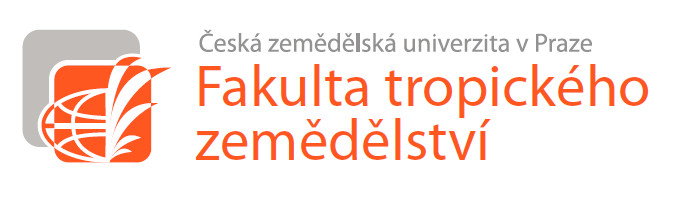 Česká zemědělská univerzita v Praze
Fakulta tropického
zemědělství